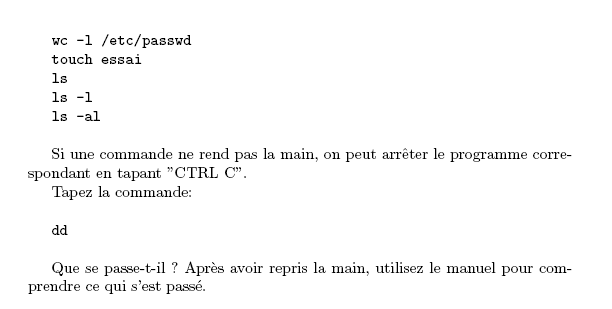 wc -l /etc/passwd
touch essai
ls
ls -l
ls -al
Si une commande ne rend pas la main, on peut arrêter le programme corre-
spondant en tapant ”CTRL C”.
Tapez la commande:
dd
Que se passe-t-il ? Après avoir repris la main, utilisez le manuel pour com-
prendre ce qui s'est passé.